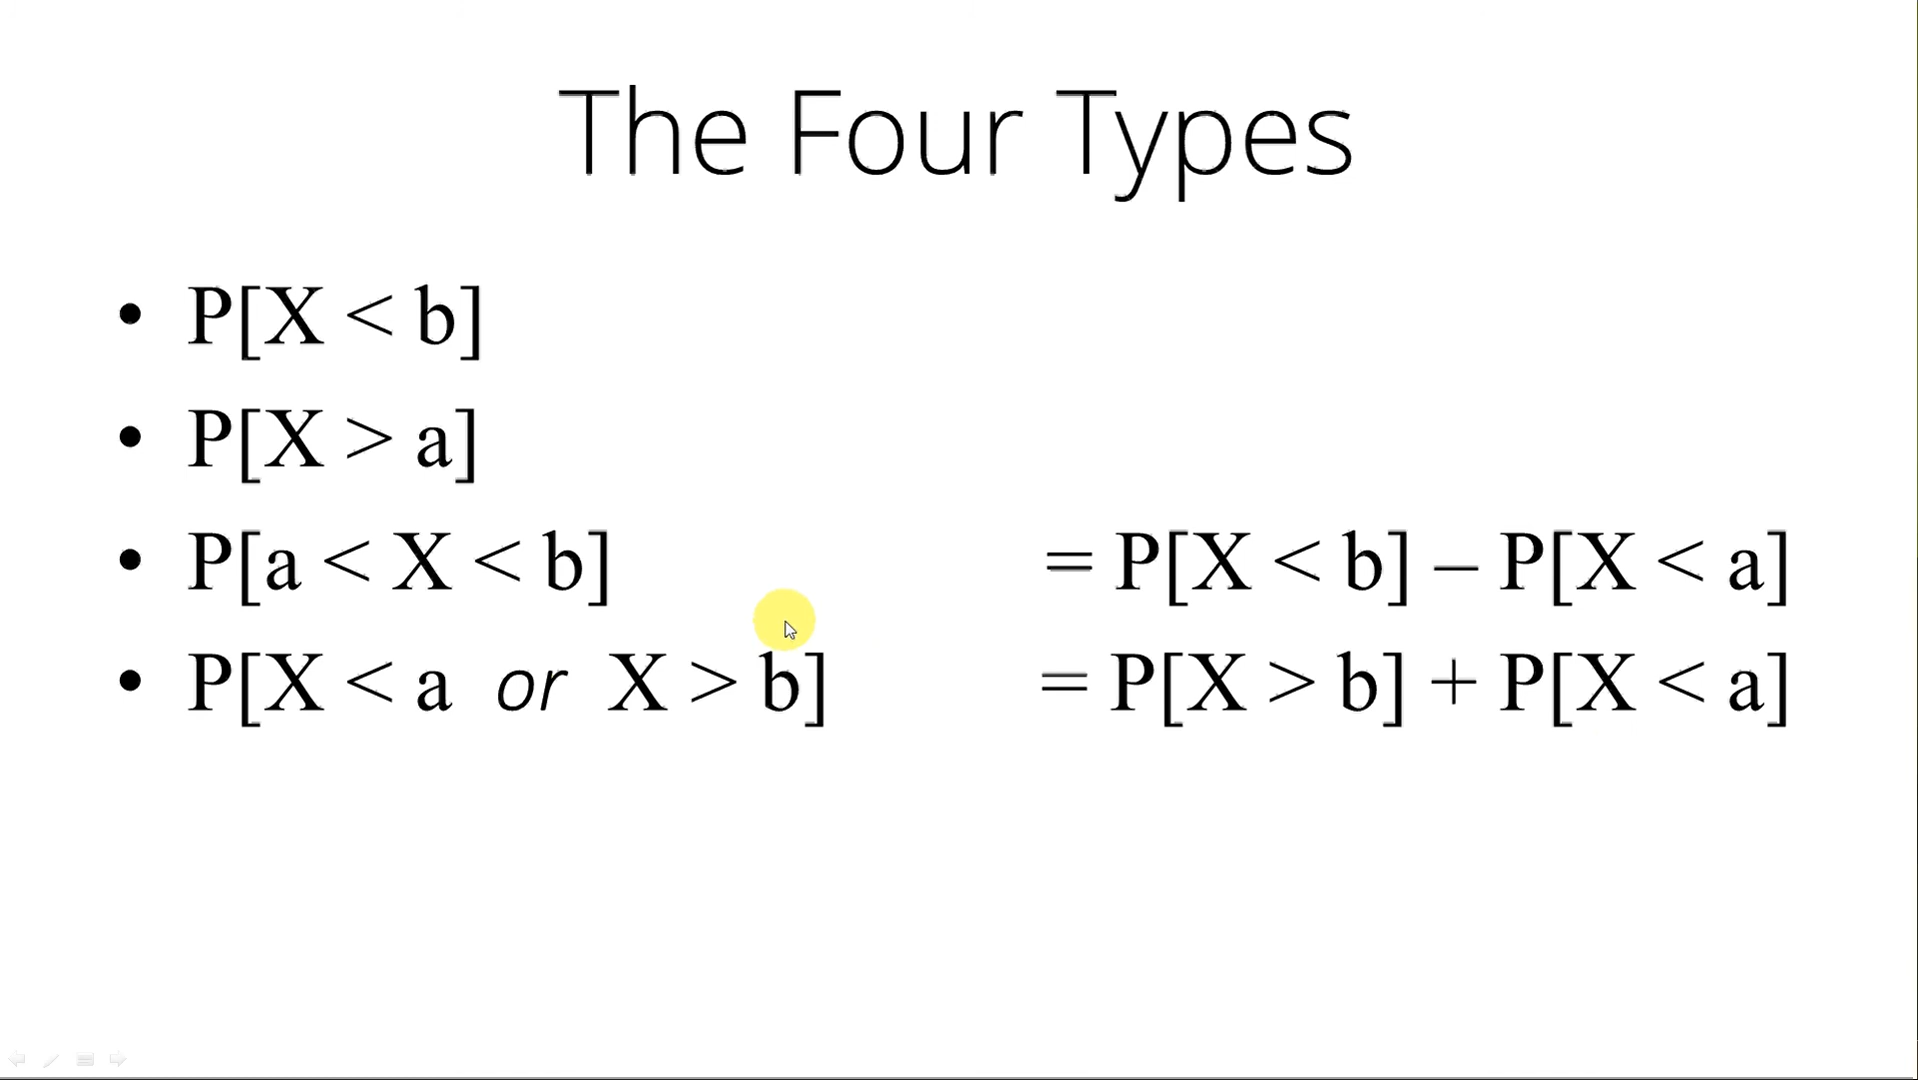 The Four Types
• P[X < b]
• P[X > a]
• P[a < X < b] = P[X < b] – P[X < a]
• P[X < a or X > b] = P[X > b] + P[X < a]